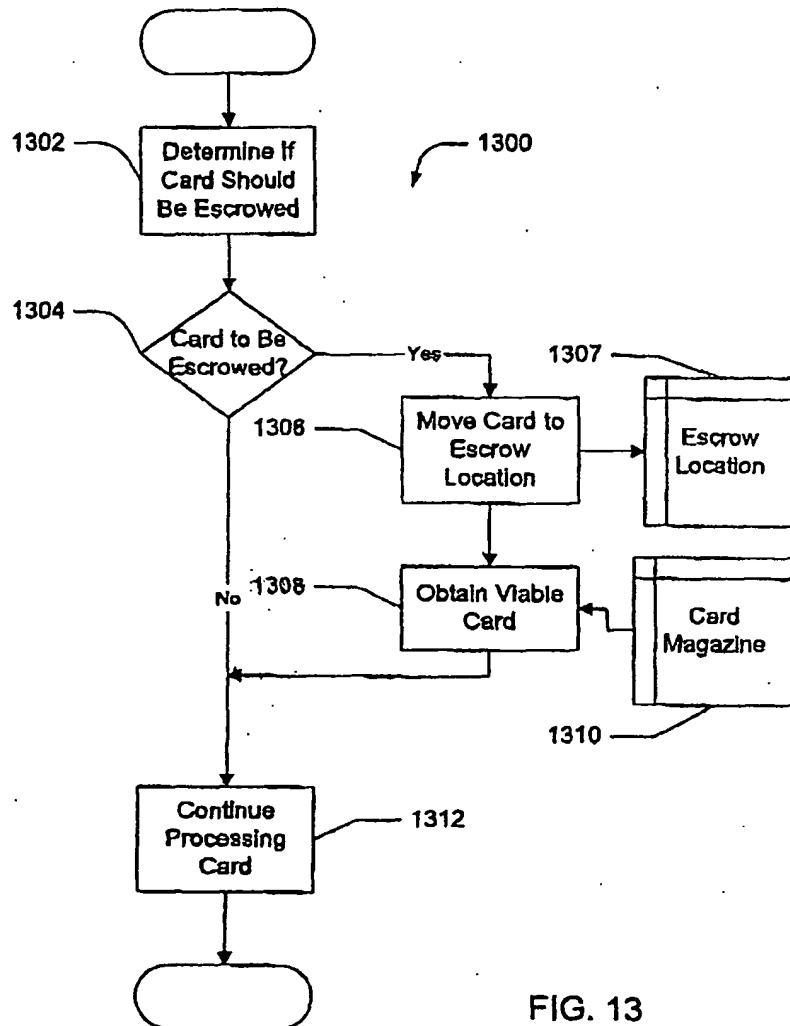 1302
Determine If
Card Should
Be Escrowed
1300
1304
Card to Be
Escrowed?
Yes
1307
1306
Move Card to
Escrow
Location
Escrow
Location
No
1308
Obtain Viable
Card
Card
Magazine
1310
Continue
Processing
Card
1312
FIG. 13